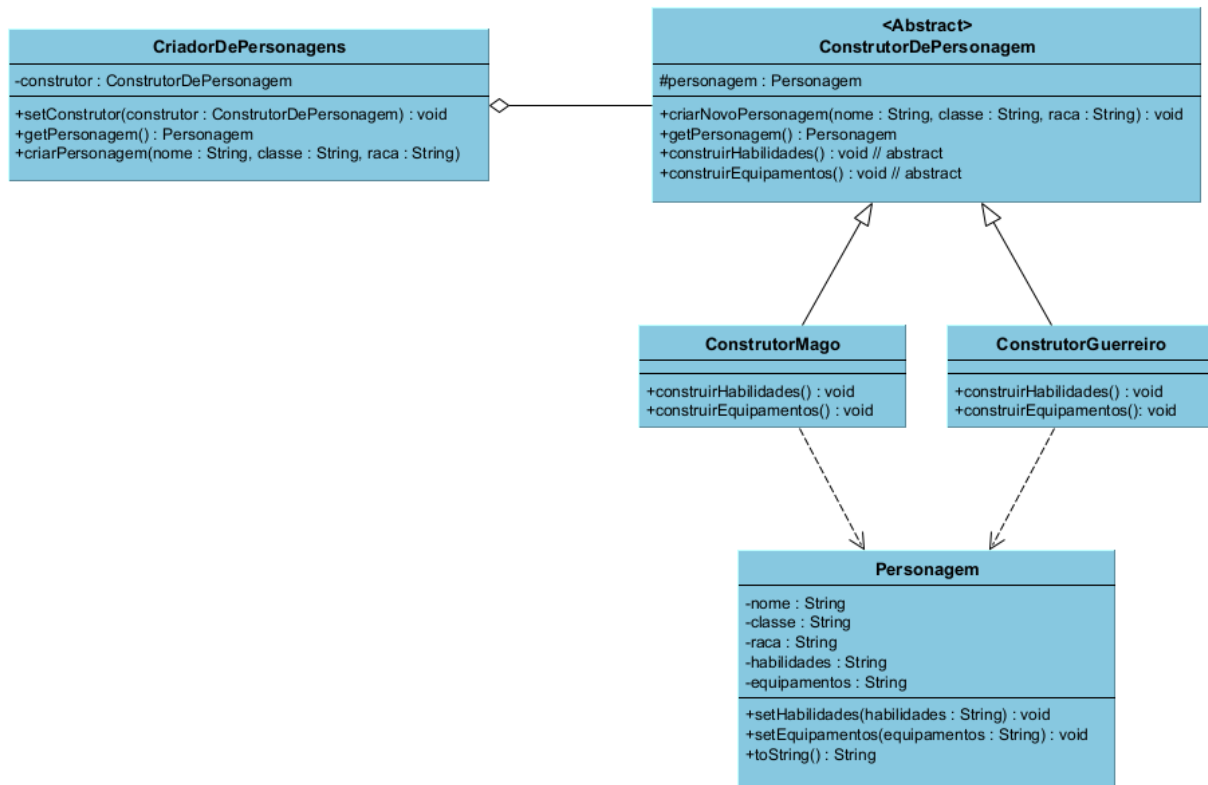 CriadorDePersonagens
-construtor : ConstrutorDePersonagem
+setConstrutor(construtor : ConstrutorDePersonagem) : void
+getPersonagem() : Personagem
+criarPersonagem(nome : String, classe : String, raca : String)
<Abstract>
ConstrutorDePersonagem
#personagem : Personagem
+criarNovoPersonagem(nome : String, classe : String, raca : String) : void
+getPersonagem() : Personagem
+construirHabilidades() : void // abstract
+construirEquipamentos() : void // abstract
ConstrutorMago
+construirHabilidades() : void
+construirEquipamentos() : void
ConstrutorGuerreiro
+construirHabilidades() : void
+construirEquipamentos(): void
Personagem
-nome : String
-classe : String
-raca : String
-habilidades : String
-equipamentos : String
+setHabilidades(habilidades : String) : void
+setEquipamentos(equipamentos : String) : void
+toString() : String